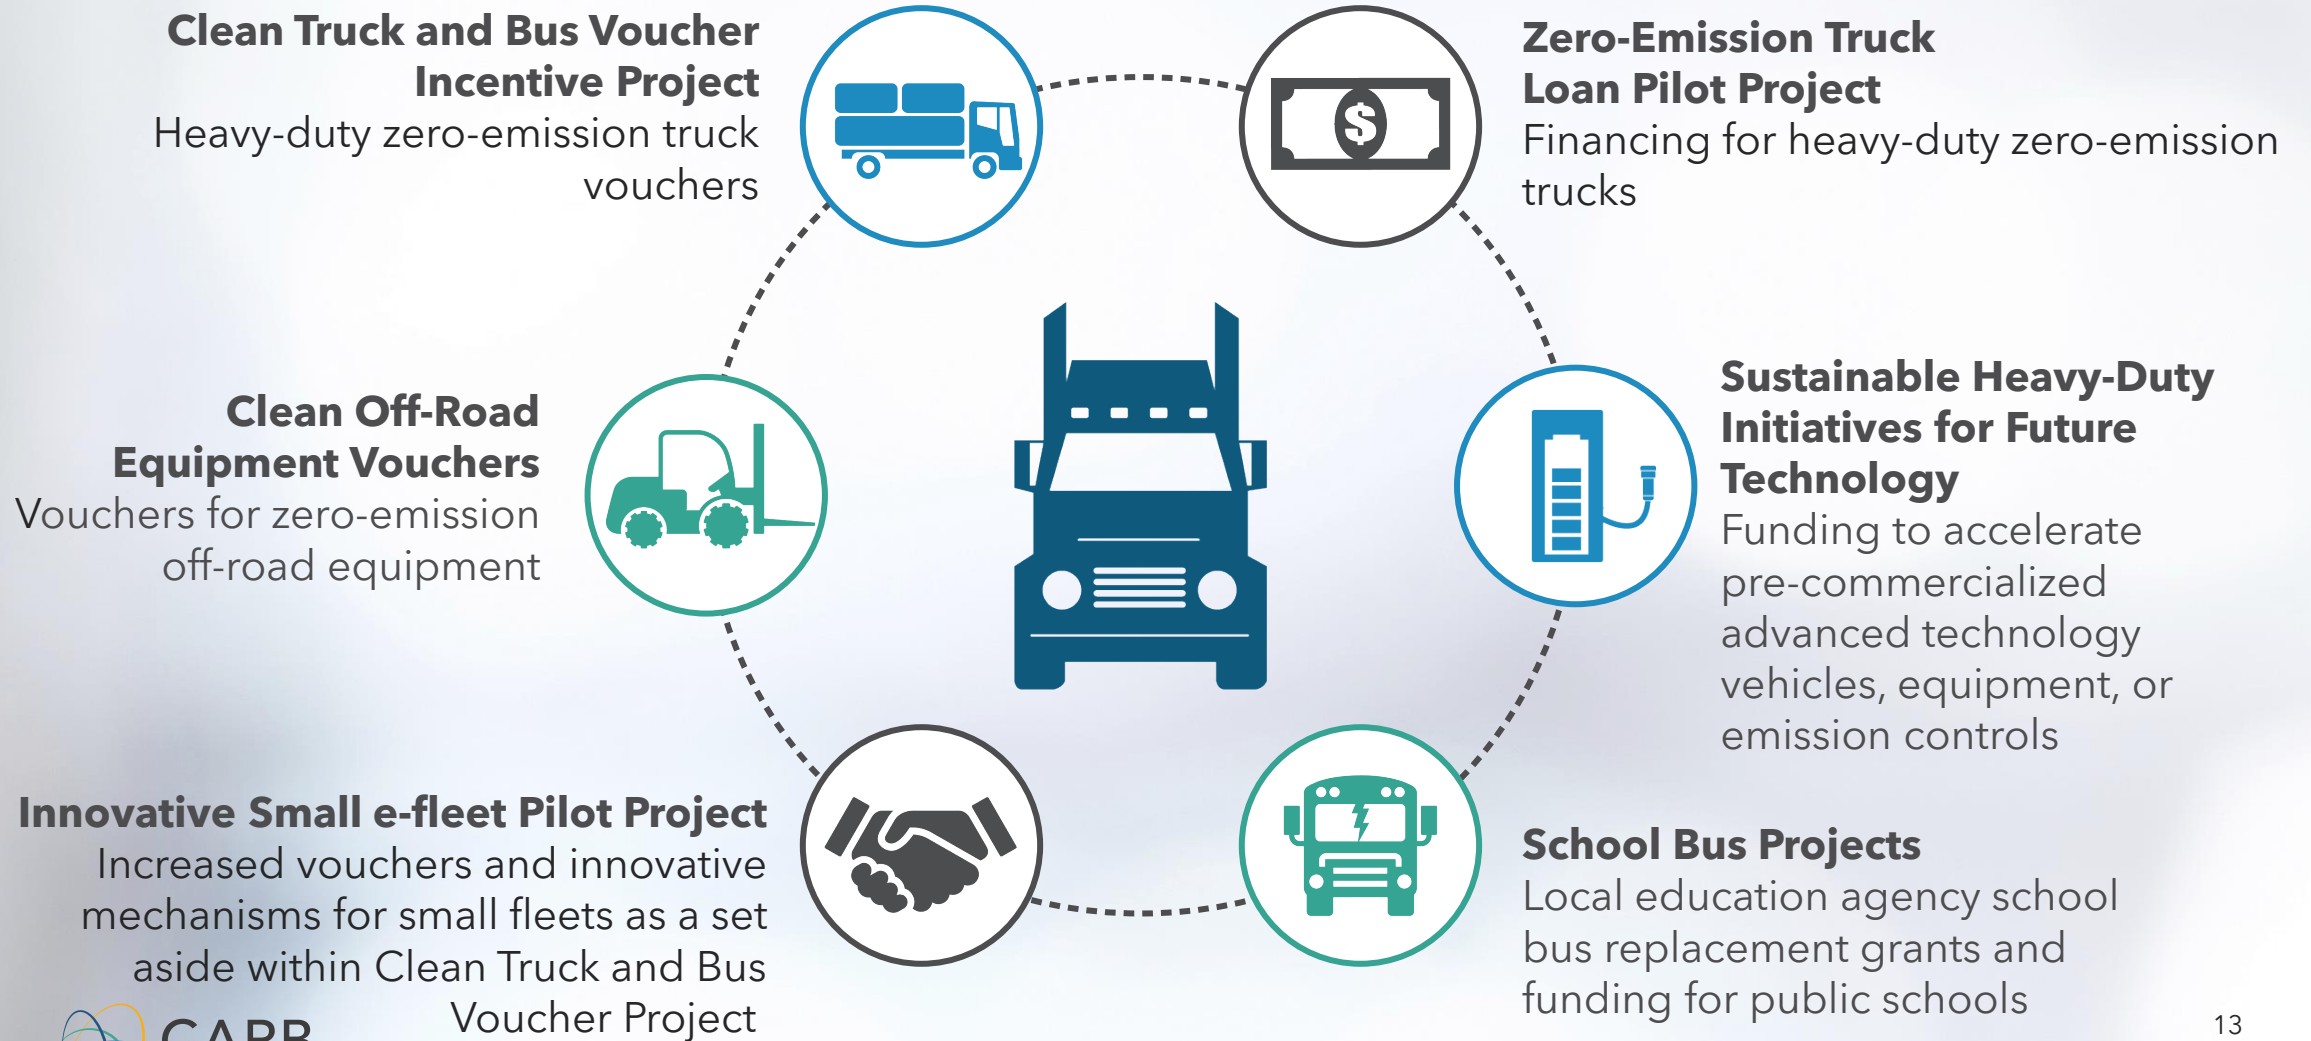 Clean Truck and Bus Voucher
Incentive Project
Heavy-duty zero-emission truck
vouchers
$
Zero-Emission Truck
Loan Pilot Project
Financing for heavy-duty zero-emission
trucks
Clean Off-Road
Equipment Vouchers
Vouchers for zero-emission
off-road equipment
Sustainable Heavy-Duty
Initiatives for Future
Technology
Funding to accelerate
pre-commercialized
advanced technology
vehicles, equipment, or
emission controls
Innovative Small e-fleet Pilot Project
Increased vouchers and innovative
mechanisms for small fleets as a set
aside within Clean Truck and Bus
Voucher Project
School Bus Projects
Local education agency school
bus replacement grants and
funding for public schools
CARB
13